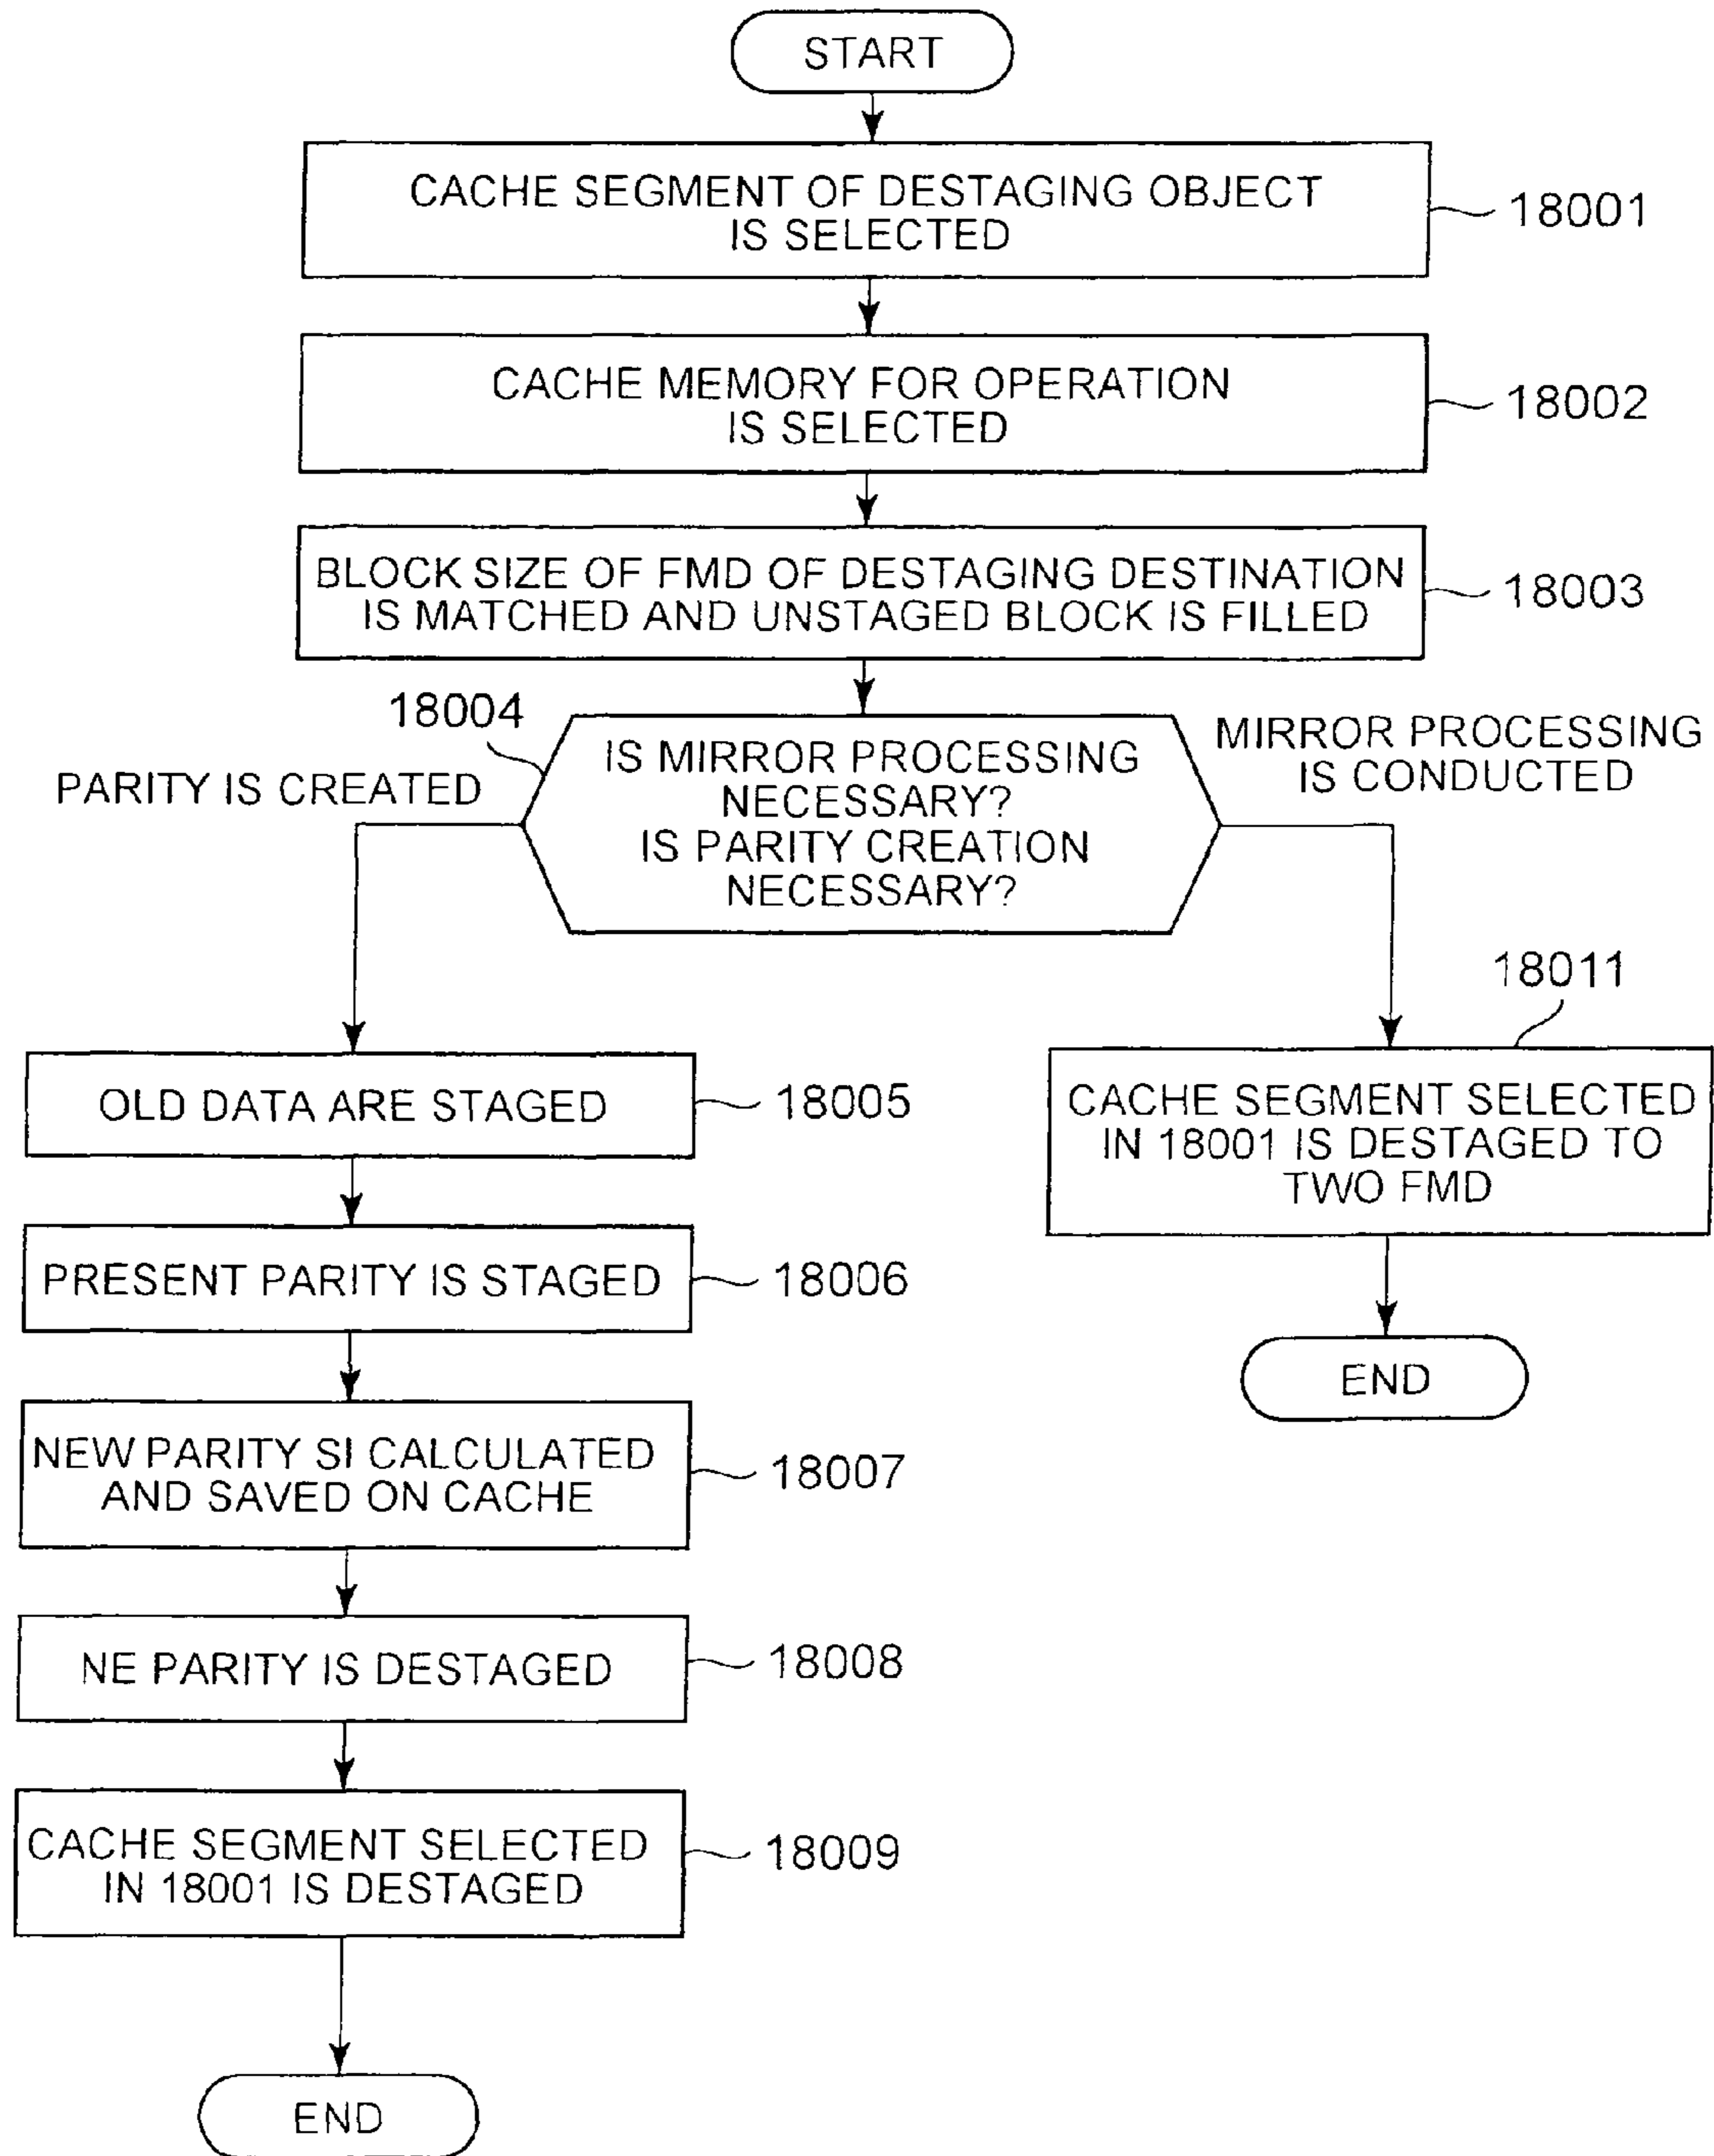 START
CACHE SEGMENT OF DESTAGING OBJECT
IS SELECTED
18001
CACHE MEMORY FOR OPERATION
IS SELECTED
18002
BLOCK SIZE OF FMD OF DESTAGING DESTINATION
IS MATCHED AND UNSTAGED BLOCK IS FILLED
18003
18004
IS MIRROR PROCESSING
NECESSARY?
IS PARITY CREATION
NECESSARY?
PARITY IS CREATED
MIRROR PROCESSING
IS CONDUCTED
OLD DATA ARE STAGED
18005
PRESENT PARITY IS STAGED
18006
NEW PARITY SI CALCULATED
AND SAVED ON CACHE
18007
NE PARITY IS DESTAGED
18008
CACHE SEGMENT SELECTED
IN 18001 IS DESTAGED
18009
END
18011
CACHE SEGMENT SELECTED
IN 18001 IS DESTAGED TO
TWO FMD
END